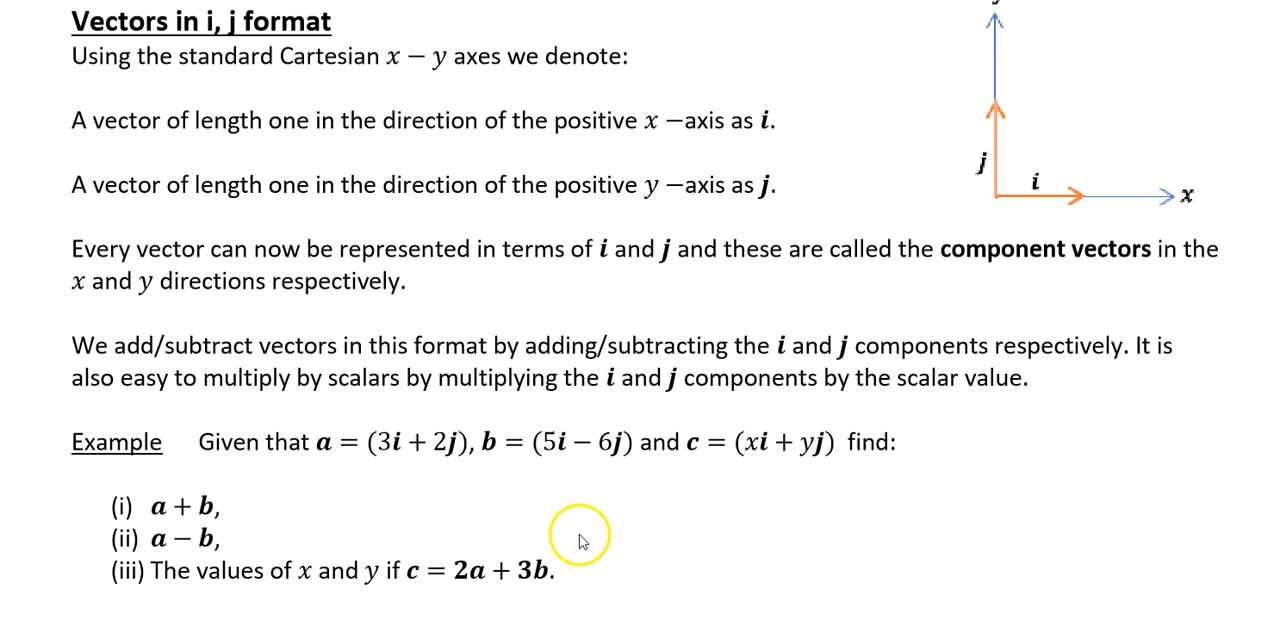 Vectors in i, j format
Using the standard Cartesian x − y axes we denote:
A vector of length one in the direction of the positive x −axis as i.
A vector of length one in the direction of the positive y −axis as j.
j
i
x
Every vector can now be represented in terms of i and j and these are called the component vectors in the
x and y directions respectively.
We add/subtract vectors in this format by adding/subtracting the i and j components respectively. It is
also easy to multiply by scalars by multiplying the i and j components by the scalar value.
Example Given that a = (3i + 2j), b = (5i − 6j) and c = (xi + yj) find:
(i) a + b,
(ii) a − b,
(iii) The values of x and y if c = 2a + 3b.